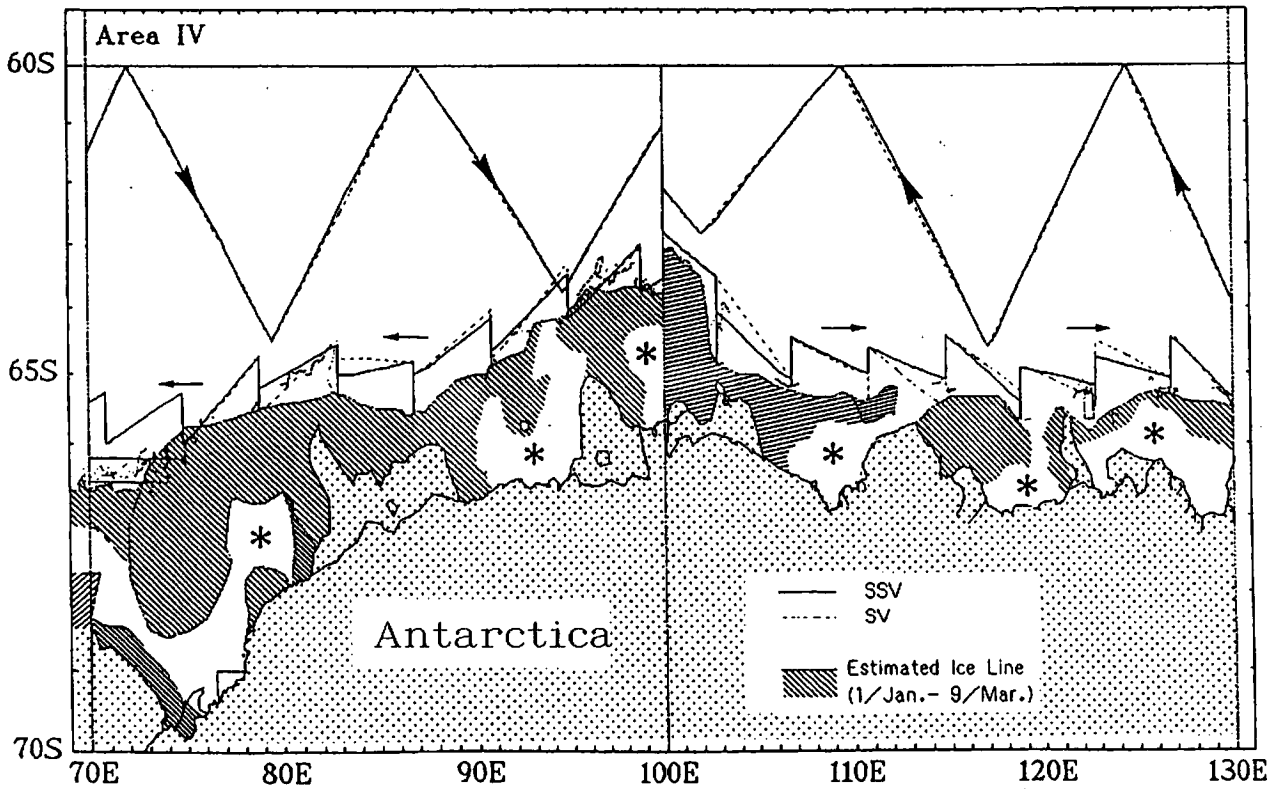 Area IV
60S
65S
70S
Antarctica
SSV
SV
Estimated Ice Line
(1/Jan.- 9/Mar.)
70E 80E 90E 100E 110E 120E 130E